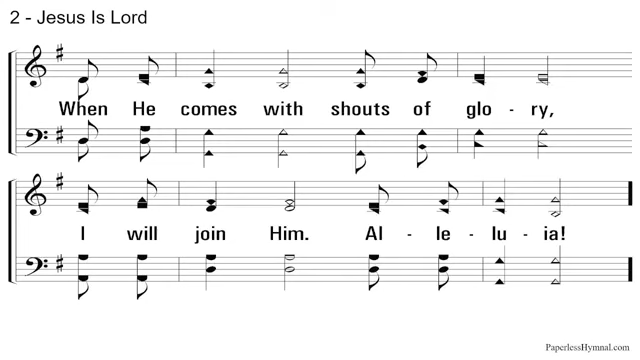 2 - Jesus Is Lord
When He comes with shouts of glo - ry,
I will join Him. Al - le - lu - ia!
PaperlessHymnal.com